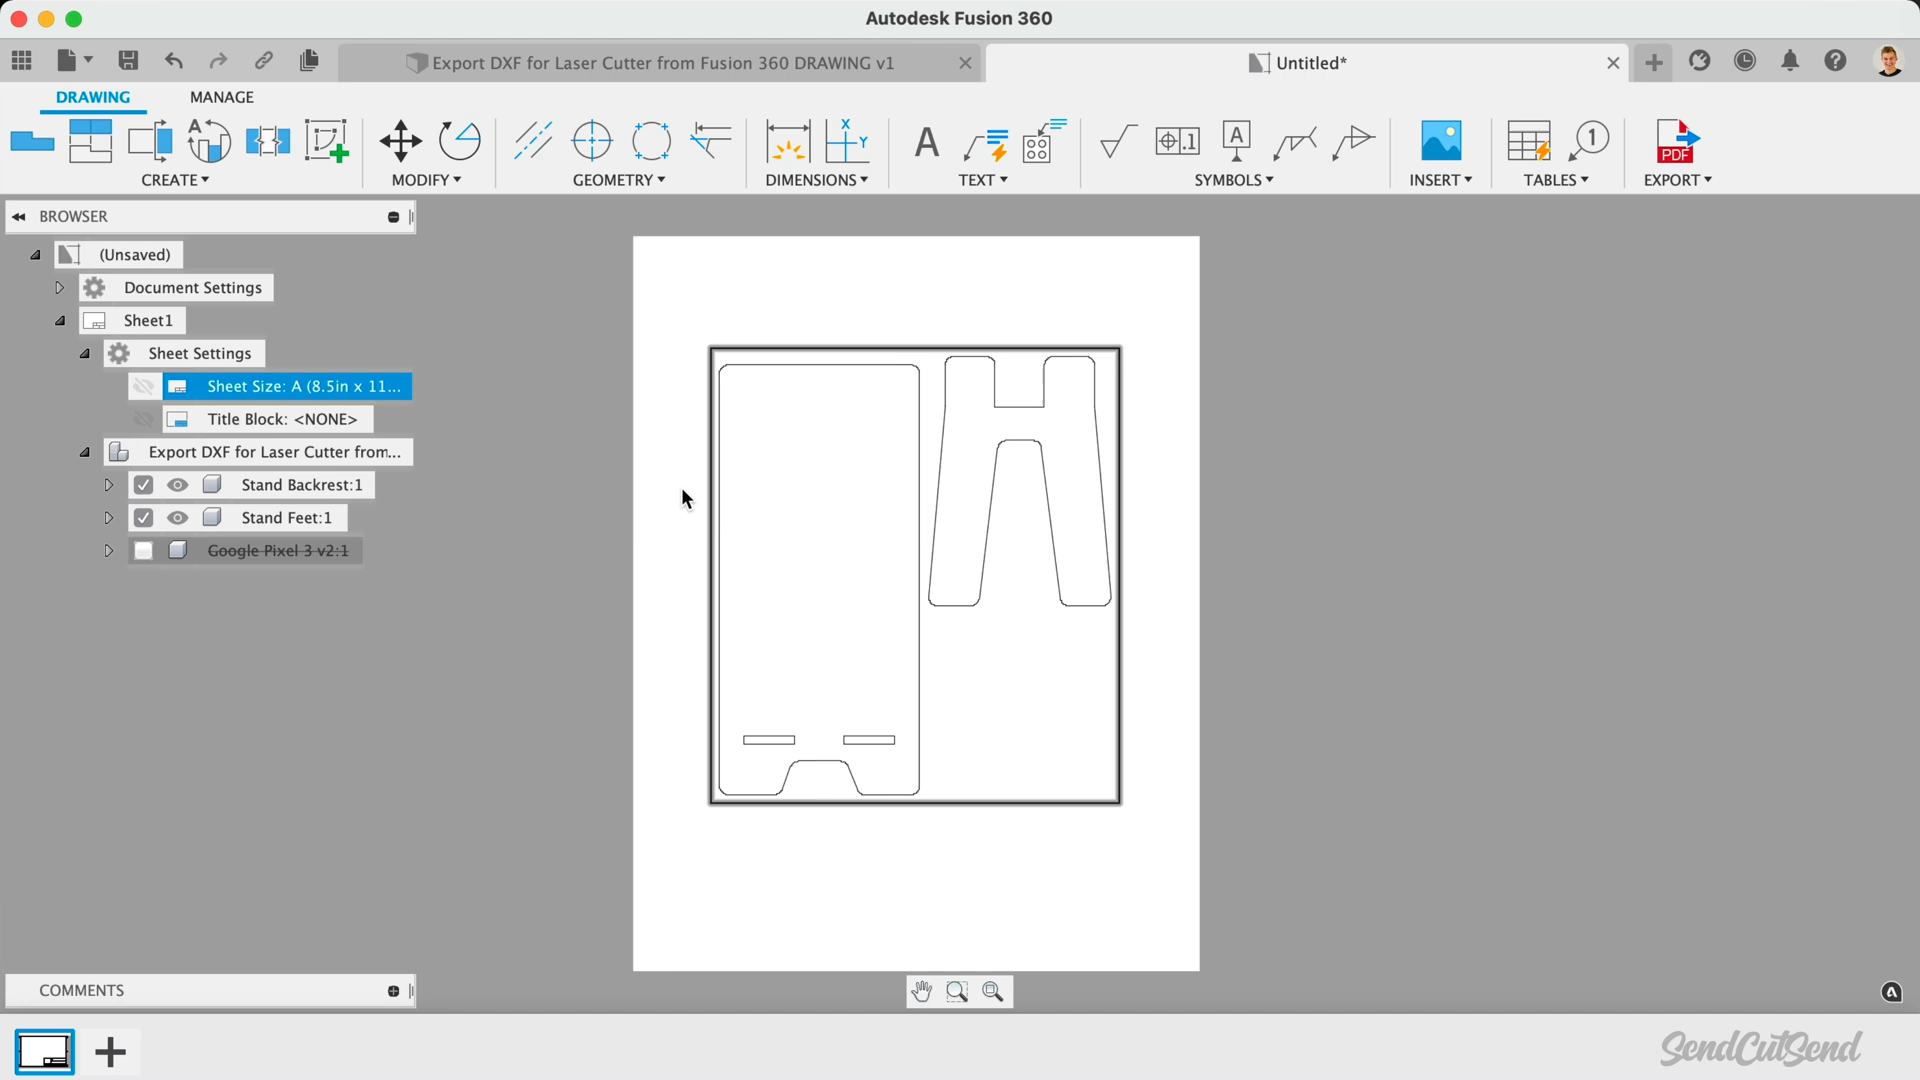 Autodesk Fusion 360
Export DXF for Laser Cutter from Fusion 360 DRAWING v1
Untitled*
DRAWING
MANAGE
A
X
Y
A
.1
A
1
PDF
CREATE
MODIFY
GEOMETRY
DIMENSIONS
TEXT
SYMBOLS
INSERT
TABLES
EXPORT
BROWSER
(Unsaved)
Document Settings
Sheet1
Sheet Settings
Sheet Size: A (8.5in x 11...
Title Block: <NONE>
Export DXF for Laser Cutter from...
Stand Backrest:1
Stand Feet:1
Google Pixel 3 v2:1
COMMENTS
A
SendCutSend